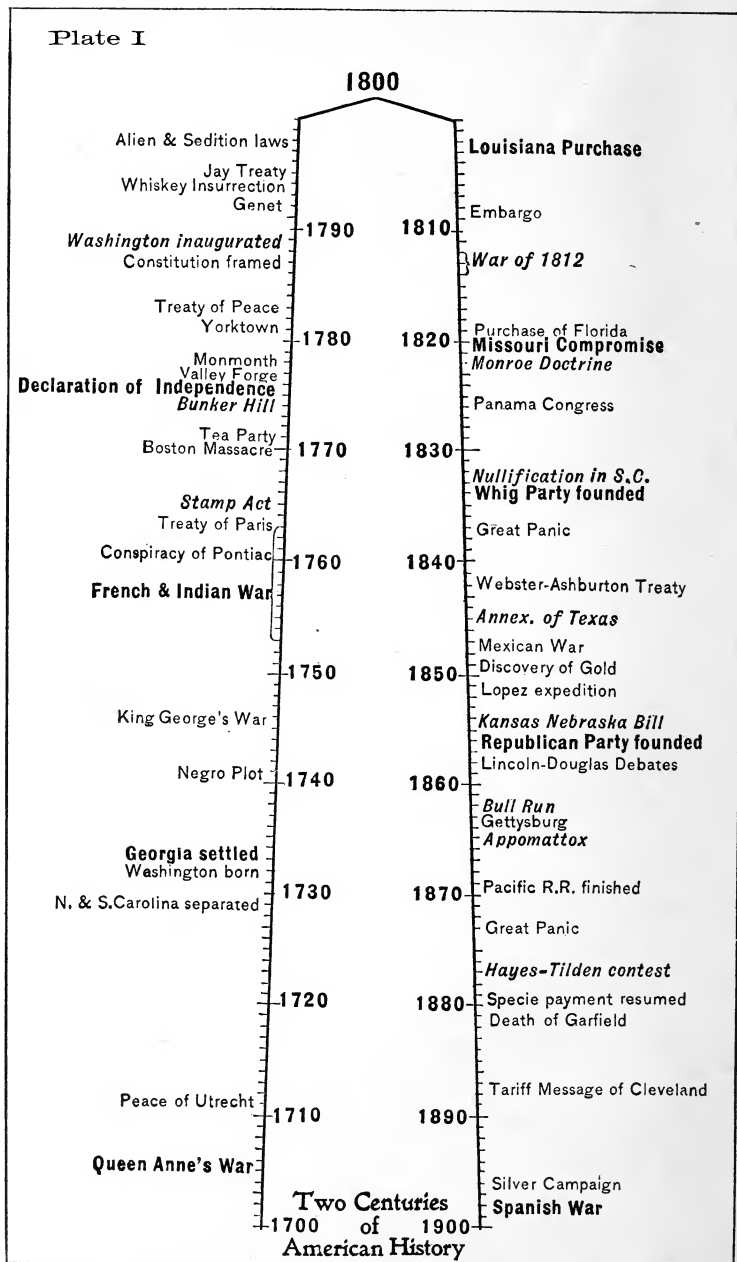 Plate I
1800
Alien & Sedition laws
Jay Treaty
Whiskey Insurrection
Genet
1790
Washington inaugurated
Constitution framed
Treaty of Peace
Yorktown
1780
Monmonth
Valley Forge
Declaration of Independence
Bunker Hill
Tea Party
Boston Massacre
1770
Stamp Act
Treaty of Paris
Conspiracy of Pontiac
1760
French & Indian War
1750
King George's War
Negro Plot
1740
Georgia settled
Washington born
1730
N. & S.Carolina separated
1720
Peace of Utrecht
1710
Queen Anne's War
1700
Louisiana Purchase
Embargo
1810
War of 1812
Purchase of Florida
1820
Missouri Compromise
Monroe Doctrine
Panama Congress
1830
Nullification in S.C.
Whig Party founded
Great Panic
1840
Webster-Ashburton Treaty
Annex. of Texas
Mexican War
Discovery of Gold
1850
Lopez expedition
Kansas Nebraska Bill
Republican Party founded
Lincoln-Douglas Debates
1860
Bull Run
Gettysburg
Appomattox
Pacific R.R. finished
1870
Great Panic
Hayes-Tilden contest
Specie payment resumed
1880
Death of Garfield
Tariff Message of Cleveland
1890
Silver Campaign
Spanish War
1900
Two Centuries
of
American History